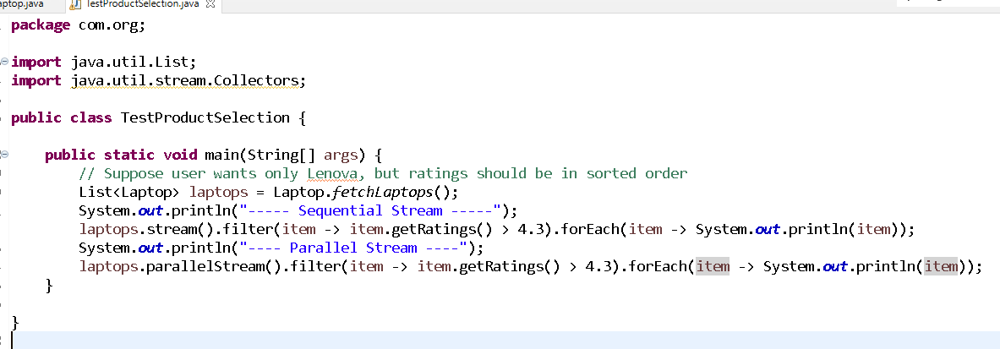 aptop.java TestProductSelection.java
package com.org;
import java.util.List;
import java.util.stream.Collectors;
public class TestProductSelection {
public static void main(String[] args) {
// Suppose user wants only Lenova, but ratings should be in sorted order
List<Laptop> laptops = Laptop.fetchLaptops();
System.out.println("----- Sequential Stream -----");
laptops.stream().filter(item -> item.getRatings() > 4.3).forEach(item -> System.out.println(item));
System.out.println("---- Parallel Stream ----");
laptops.parallelStream().filter(item -> item.getRatings() > 4.3).forEach(item -> System.out.println(item));
}
}